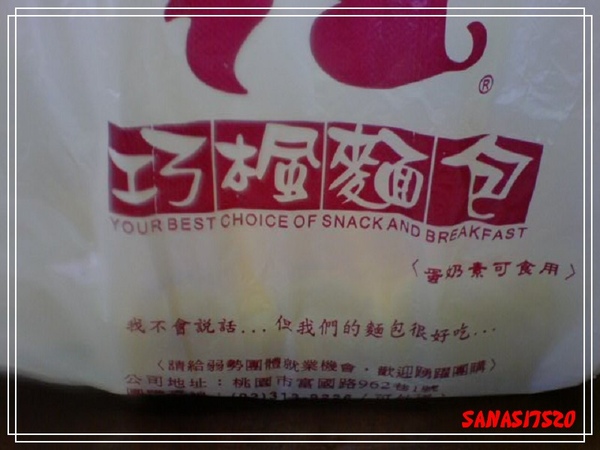 ®
巧楓麵包
YOUR BEST CHOICE OF SNACK AND BREAKFAST
〈蛋奶素可食用〉
我不會說話...但我們的麵包很好吃...
〈請給弱勢團體就業機會，歡迎踴躍團購〉
公司地址：桃園市富國路962巷1號
SANASI7520